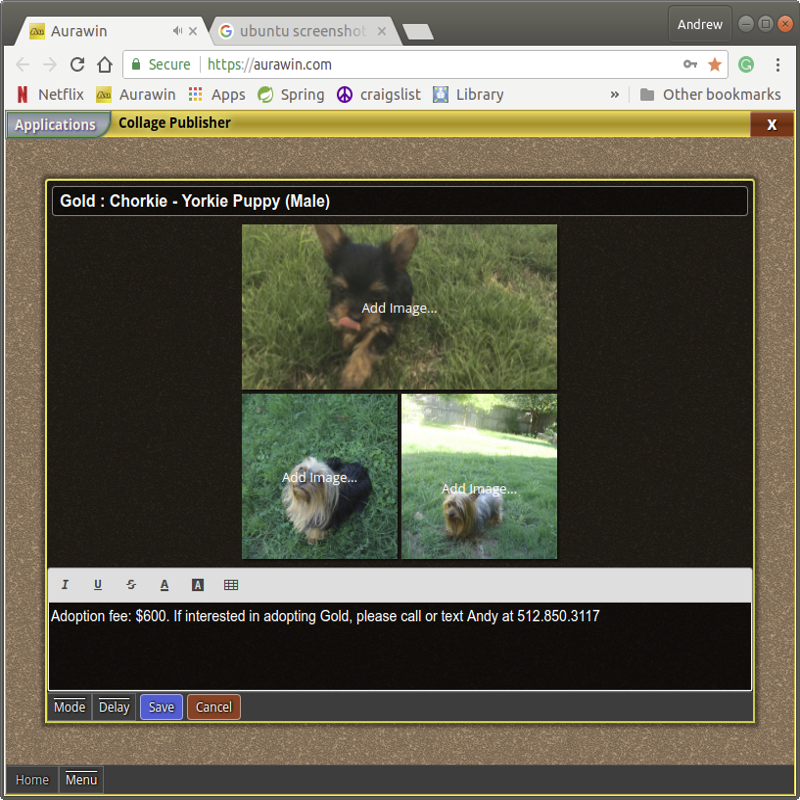 Andrew
Aurawin
ubuntu screenshot
Secure
https://aurawin.com
Netflix
Aurawin
Apps
Spring
craigslist
Library
»
Other bookmarks
Applications
Collage Publisher
X
Gold : Chorkie - Yorkie Puppy (Male)
Add Image...
Add Image...
Add Image...
I U S A A
Adoption fee: $600. If interested in adopting Gold, please call or text Andy at 512.850.3117
Mode Delay Save Cancel
Home Menu